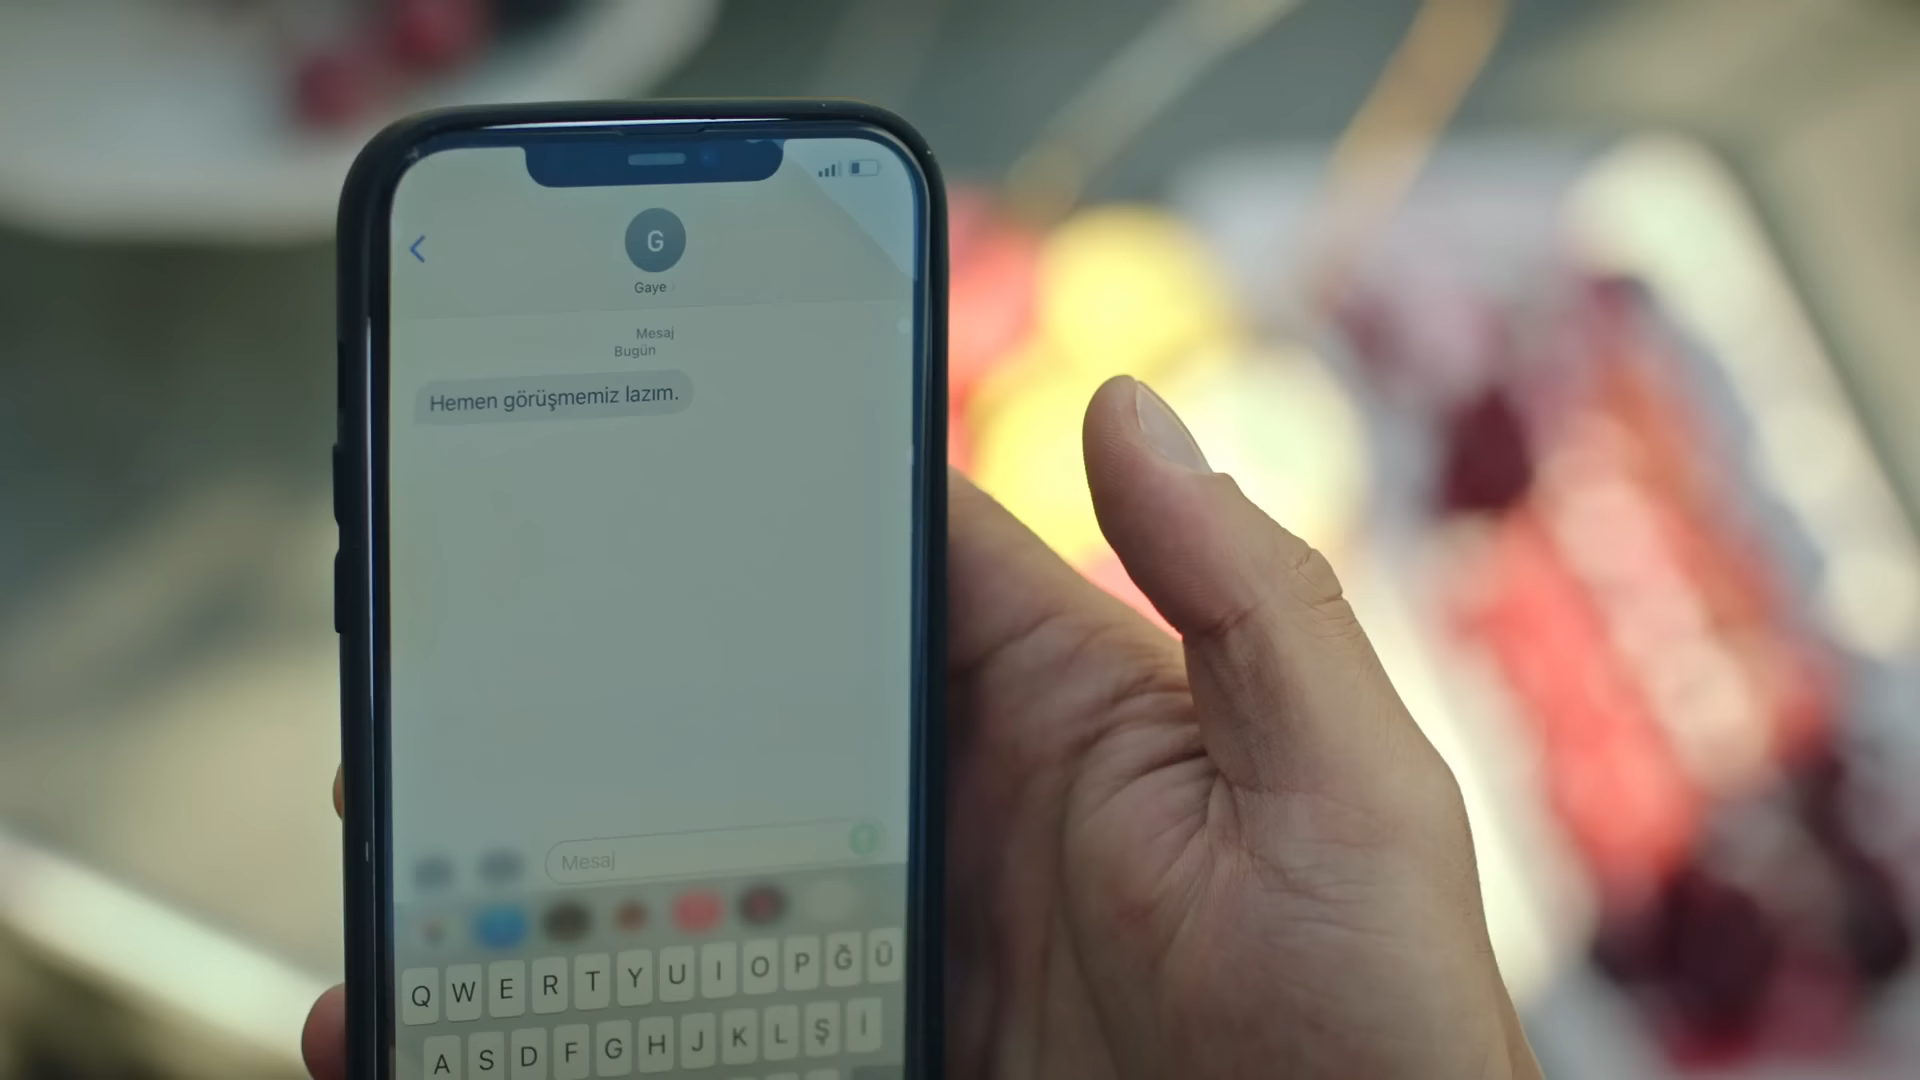 G
Gaye
Mesaj
Bugün
Hemen görüşmemiz lazım.
Mesaj
Q W E R T Y U I O P Ğ Ü
A S D F G H J K L Ş İ